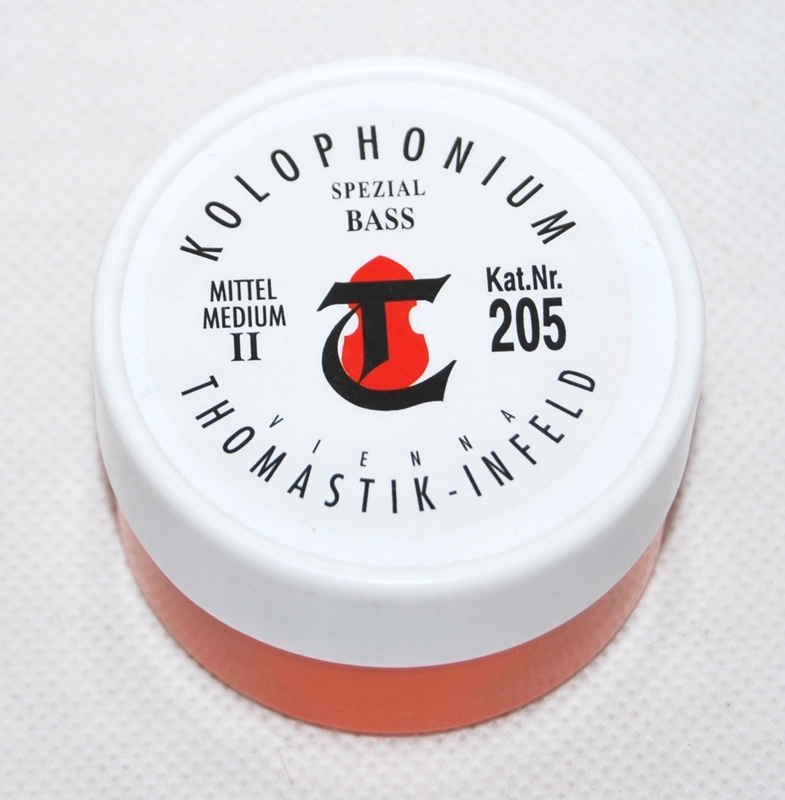 KOLOPHONIUM
SPEZIAL
BASS
MITTEL
MEDIUM
II
Kat.Nr.
205
VIENNA
THOMASTIK-INFELD